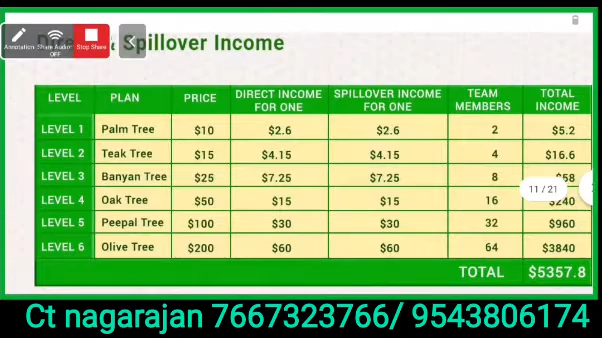 Annotation Share Audio OFF Stop Share
& Spillover Income
LEVEL PLAN PRICE DIRECT INCOME FOR ONE SPILLOVER INCOME FOR ONE TEAM MEMBERS TOTAL INCOME
LEVEL 1 Palm Tree $10 $2.6 $2.6 2 $5.2
LEVEL 2 Teak Tree $15 $4.15 $4.15 4 $16.6
LEVEL 3 Banyan Tree $25 $7.25 $7.25 8 $58
11 / 21
LEVEL 4 Oak Tree $50 $15 $15 16 $240
LEVEL 5 Peepal Tree $100 $30 $30 32 $960
LEVEL 6 Olive Tree $200 $60 $60 64 $3840
TOTAL $5357.8
Ct nagarajan 7667323766/ 9543806174